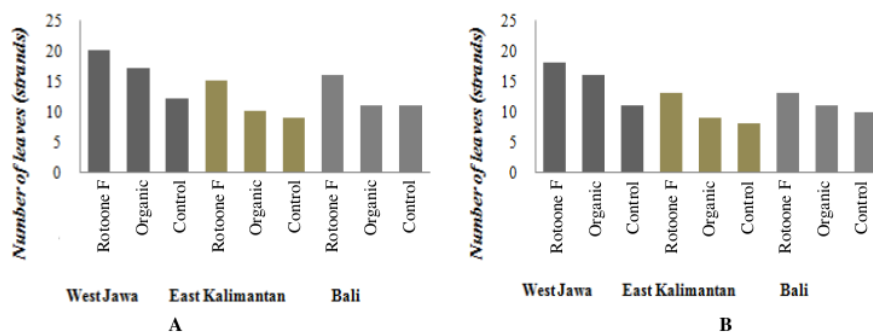 Number of leaves (strands)
25
20
15
10
5
0
Rotoone F
Organic
Control
Rotoone F
Organic
Control
Rotoone F
Organic
Control
West Jawa East Kalimantan Bali
A
Number of leaves (strands)
25
20
15
10
5
0
Rotoone F
Organic
Control
Rotoone F
Organic
Control
Rotoone F
Organic
Control
West Jawa East Kalimantan Bali
B